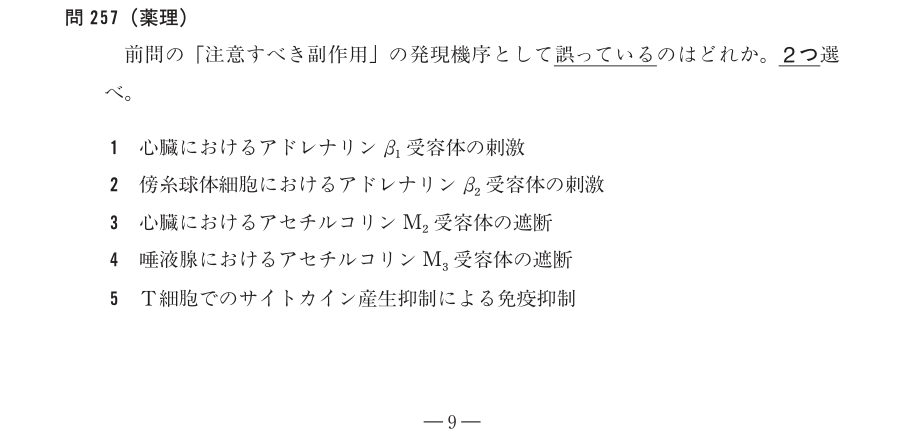 問 257（薬理）
前問の「注意すべき副作用」の発現機序として誤っているのはどれか。２つ選
べ。
1 心臓におけるアドレナリン β₁ 受容体の刺激
2 傍糸球体細胞におけるアドレナリン β₂ 受容体の刺激
3 心臓におけるアセチルコリン M₂ 受容体の遮断
4 唾液腺におけるアセチルコリン M₃ 受容体の遮断
5 Ｔ細胞でのサイトカイン産生抑制による免疫抑制
― 9 ―